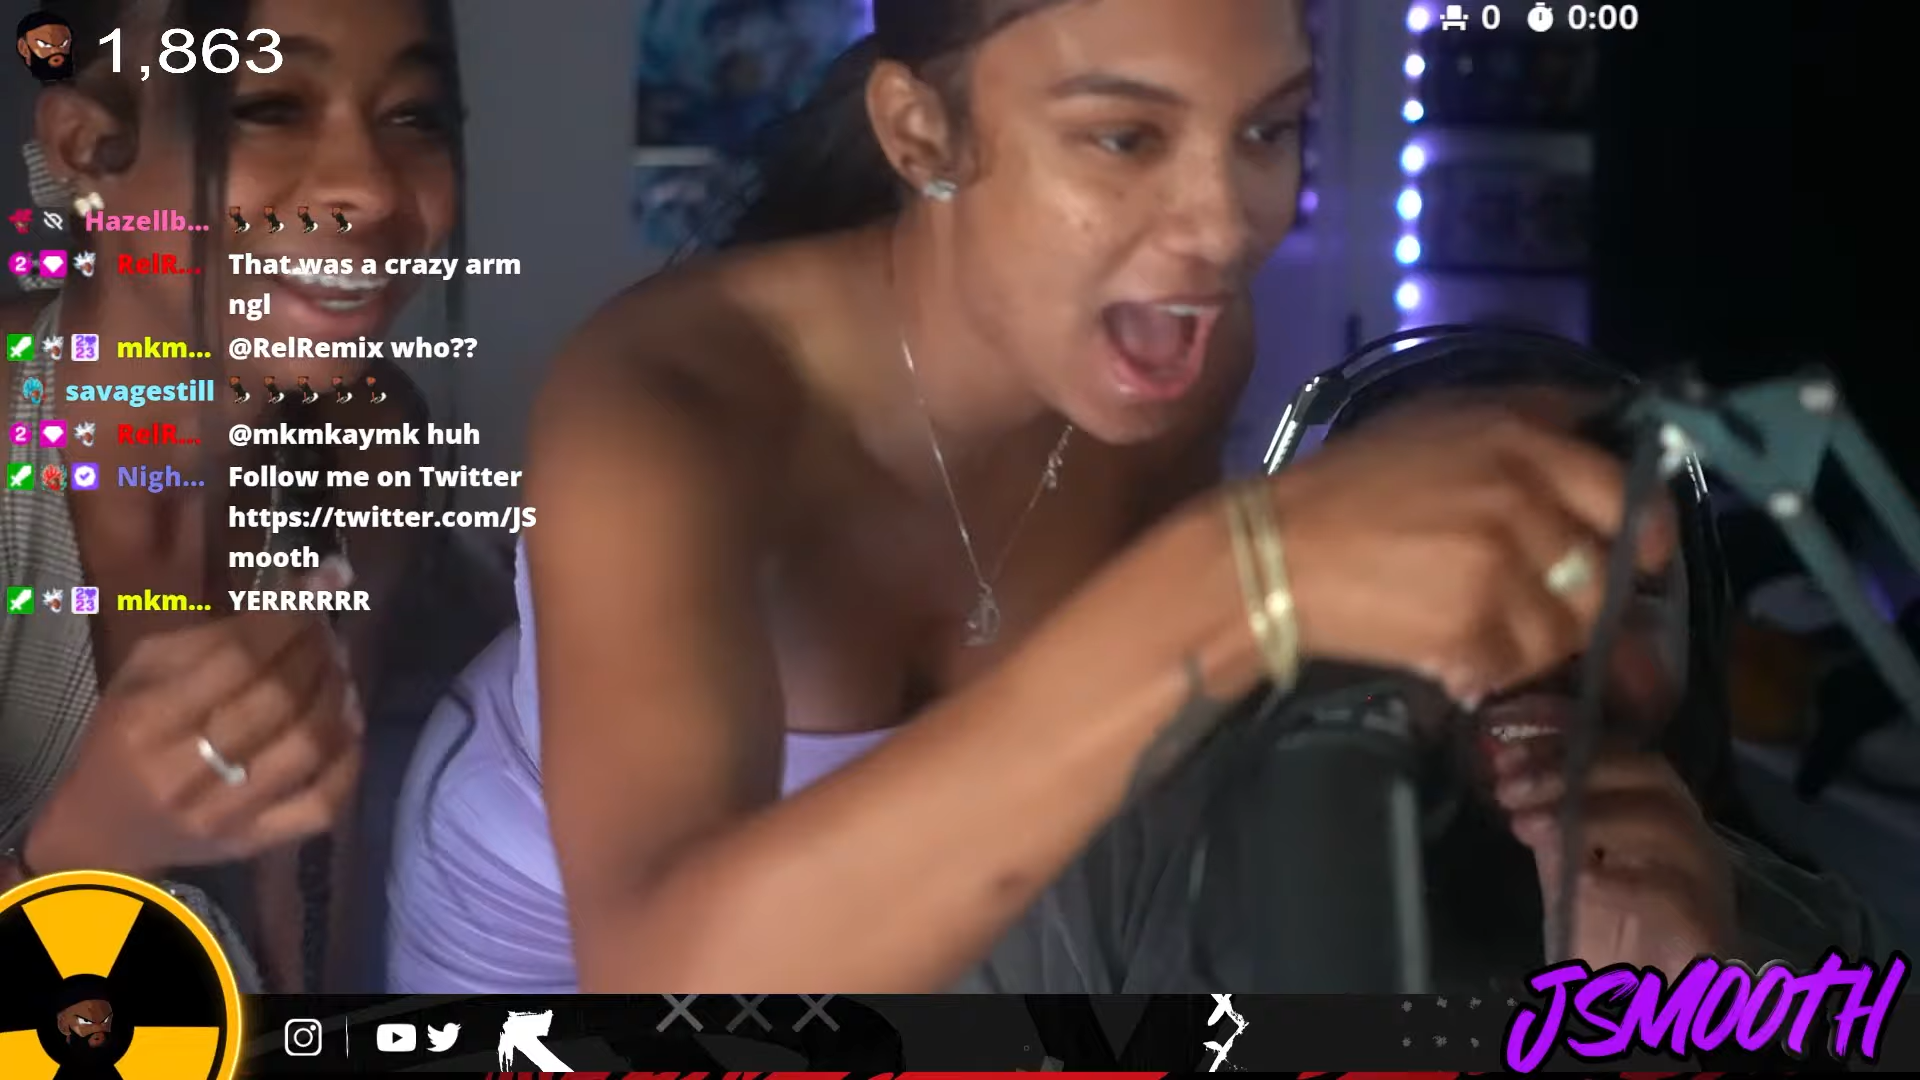 1,863
0 0:00
Hazellb...
RelR... That was a crazy arm
ngl
mkm... @RelRemix who??
savagestill
2 RelR... @mkmkaymk huh
Nigh... Follow me on Twitter
https://twitter.com/JS
mooth
mkm... YERRRRRR
JSMOOTH